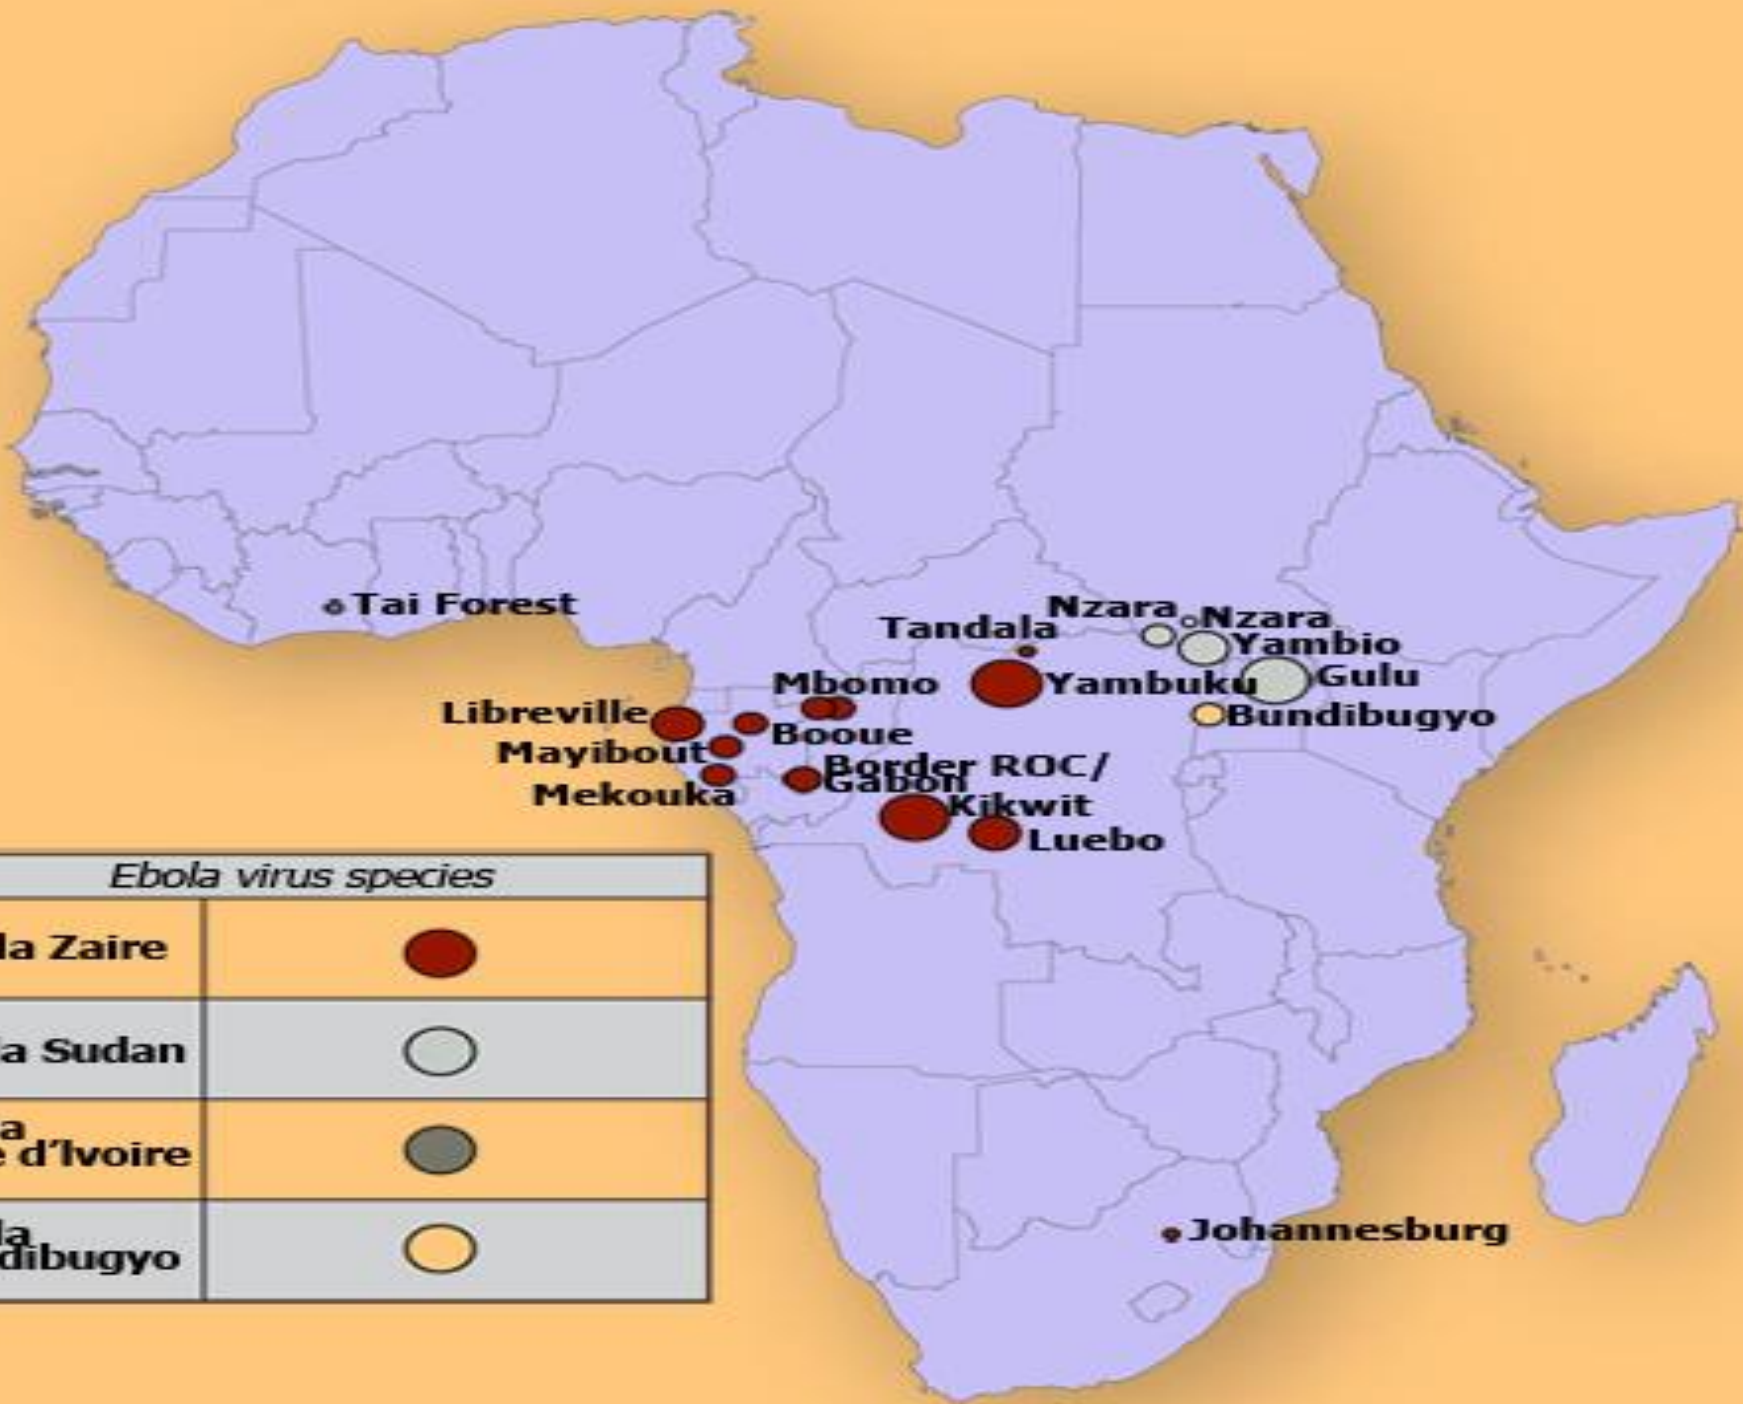 Tai Forest
Nzara
Nzara
Tandala
Yambio
Mbomo
Yambuku
Gulu
Libreville
Bundibugyo
Booue
Mayibout
Border ROC/
Gabon
Mekouka
Kikwit
Luebo
Ebola virus species
la Zaire
a Sudan
a
e d'Ivoire
la
dibugyo
Johannesburg